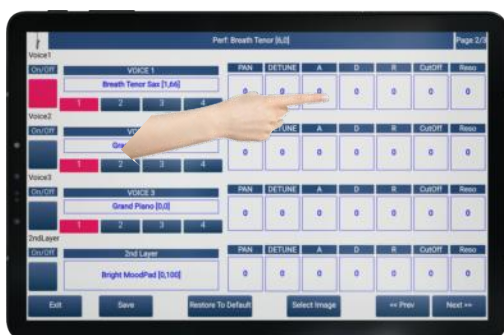 Perf: Breath Tenor [6,0] Page 2/3
Voice1
On/Off VOICE 1 PAN DETUNE A D R CutOff Reso
Breath Tenor Sax [1,66] 0 0 0 0 0 0 0
1 2 3 4
Voice2
On/Off PAN DETUNE A D R CutOff Reso
0 0 0 0 0 0 0
1 2 3 4
Voice3
On/Off VOICE 3 PAN DETUNE A D R CutOff Reso
Grand Piano [0,0] 0 0 0 0 0 0 0
1 2 3 4
2ndLayer
On/Off 2nd Layer PAN DETUNE A D R CutOff Reso
Bright MoodPad [0,100] 0 0 0 0 0 0 0
Exit Save Restore To Default Select Image << Prev Next >>